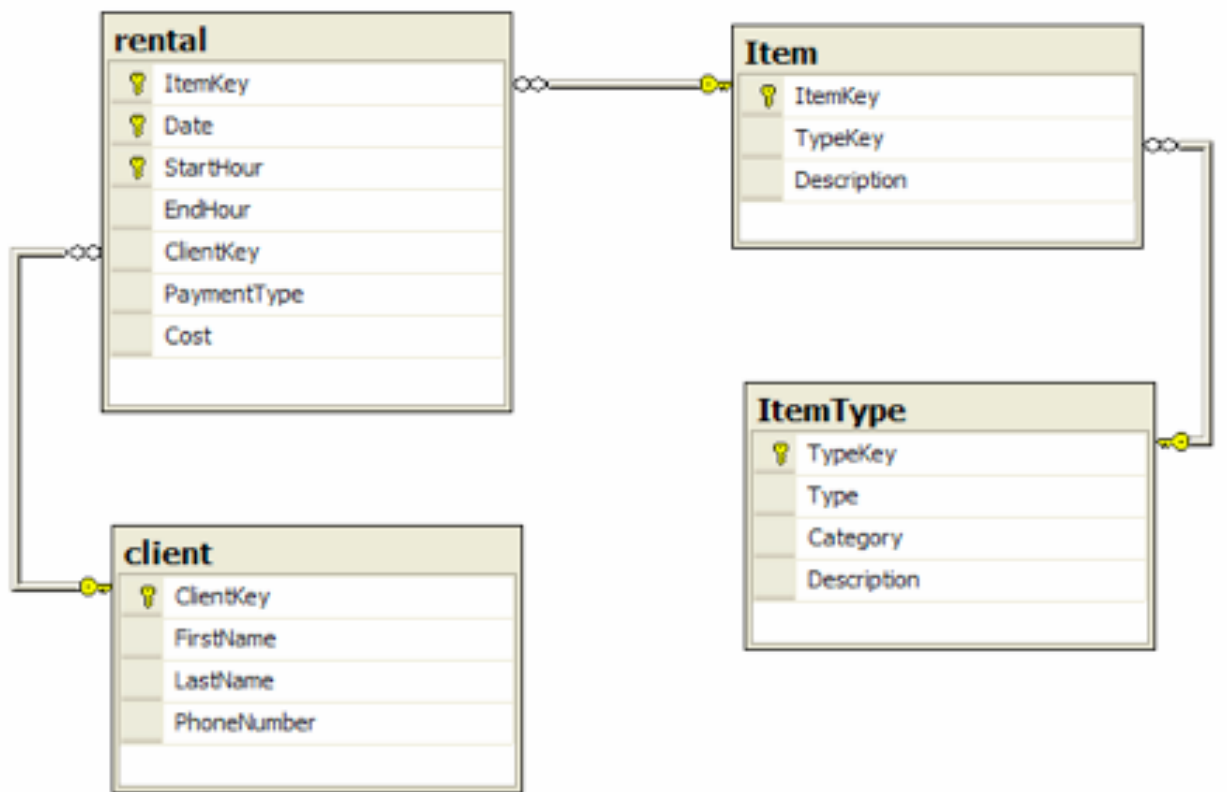 rental
ItemKey
Date
StartHour
EndHour
ClientKey
PaymentType
Cost
Item
ItemKey
TypeKey
Description
client
ClientKey
FirstName
LastName
PhoneNumber
ItemType
TypeKey
Type
Category
Description